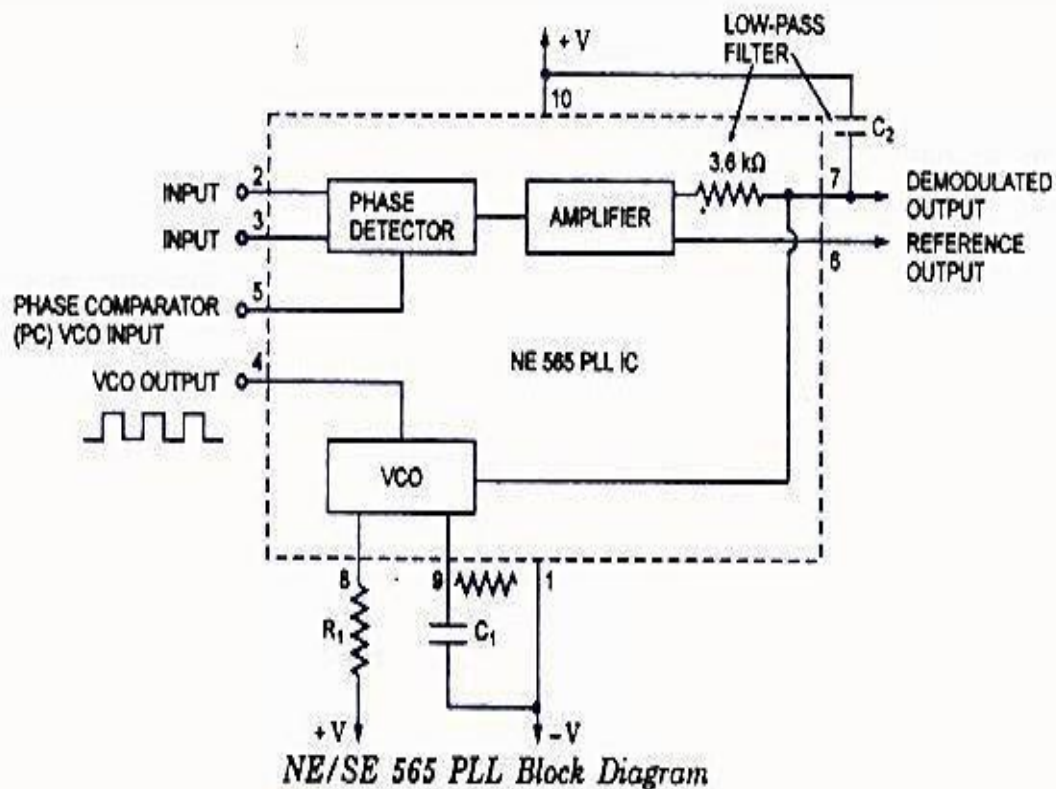 LOW-PASS
FILTER
+ V
10
C₂
3.6 kΩ
7
DEMODULATED
OUTPUT
INPUT
2
PHASE
DETECTOR
AMPLIFIER
INPUT
3
6
REFERENCE
OUTPUT
5
PHASE COMPARATOR
(PC) VCO INPUT
NE 565 PLL IC
4
VCO OUTPUT
VCO
8
9
1
R₁
C₁
+ V
– V
NE/SE 565 PLL Block Diagram